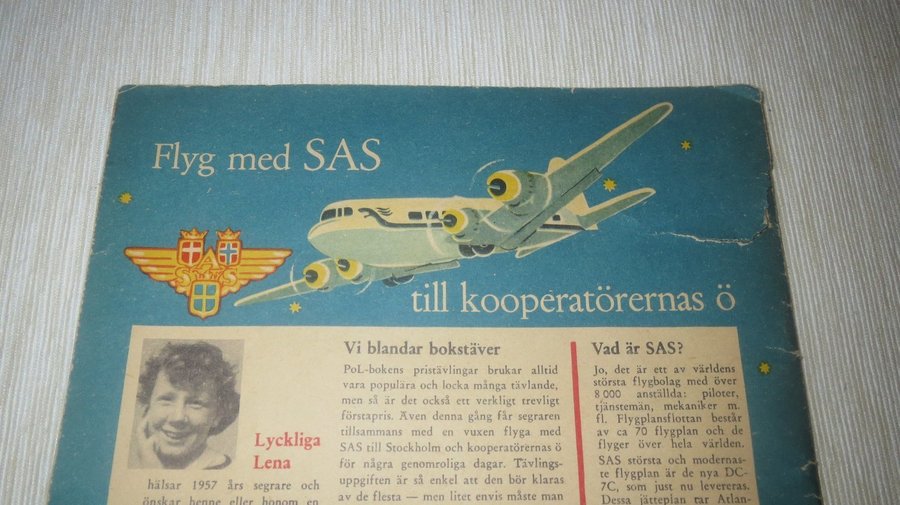 Flyg med SAS
SAS
till kooperatörernas ö
Lyckliga
Lena
hälsar 1957 års segrare och
önskar henne eller honom en
Vi blandar bokstäver
PoL-bokens pristävlingar brukar alltid
vara populära och locka många tävlande,
men så är det också ett verkligt trevligt
förstapris. Även denna gång får segraren
tillsammans med en vuxen flyga med
SAS till Stockholm och kooperatörernas ö
för några genomroliga dagar. Tävlings-
uppgiften är så enkel att den bör klaras
av de flesta — men litet envis måste man
Vad är SAS?
Jo, det är ett av världens
största flygbolag med över
8 000 anställda: piloter,
tjänstemän, mekaniker m.
fl. Flygplansflottan består
av ca 70 flygplan och de
flyger över hela världen.
SAS största och modernas-
te flygplan är de nya DC-
7C, som just nu levereras.
Dessa jätteplan tar Atlan-